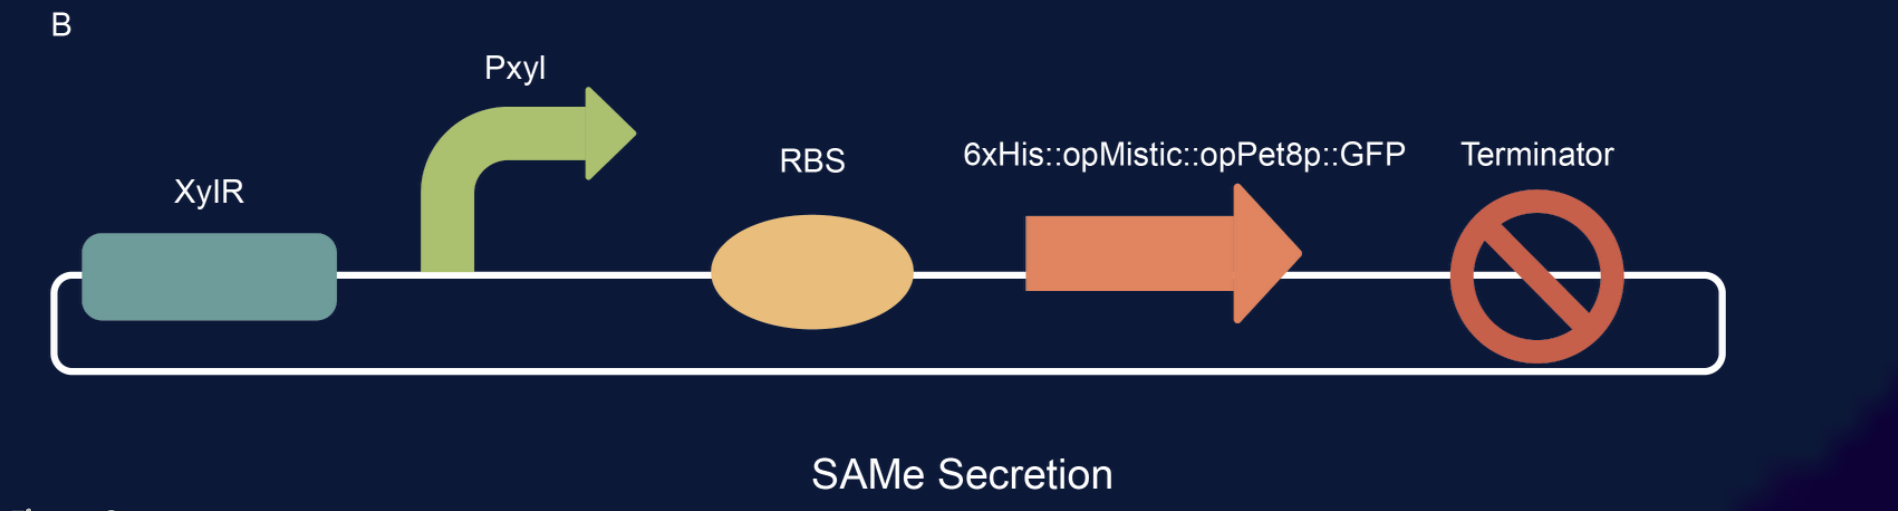 B
Pxyl
XylR
RBS
6xHis::opMistic::opPet8p::GFP
Terminator
SAMe Secretion